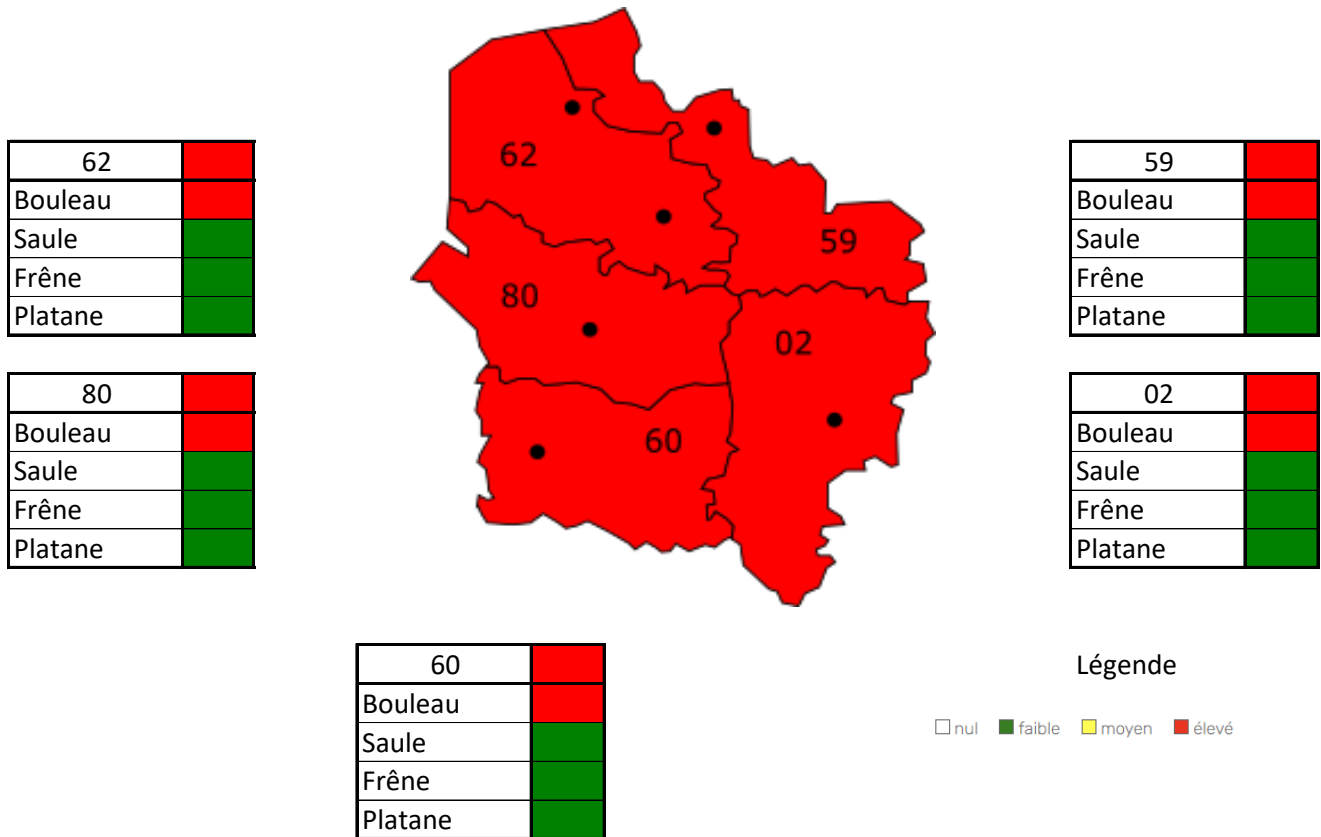 62
59
80
02
60
62
Bouleau
Saule
Frêne
Platane
59
Bouleau
Saule
Frêne
Platane
80
Bouleau
Saule
Frêne
Platane
02
Bouleau
Saule
Frêne
Platane
60
Bouleau
Saule
Frêne
Platane
Légende
nul faible moyen élevé